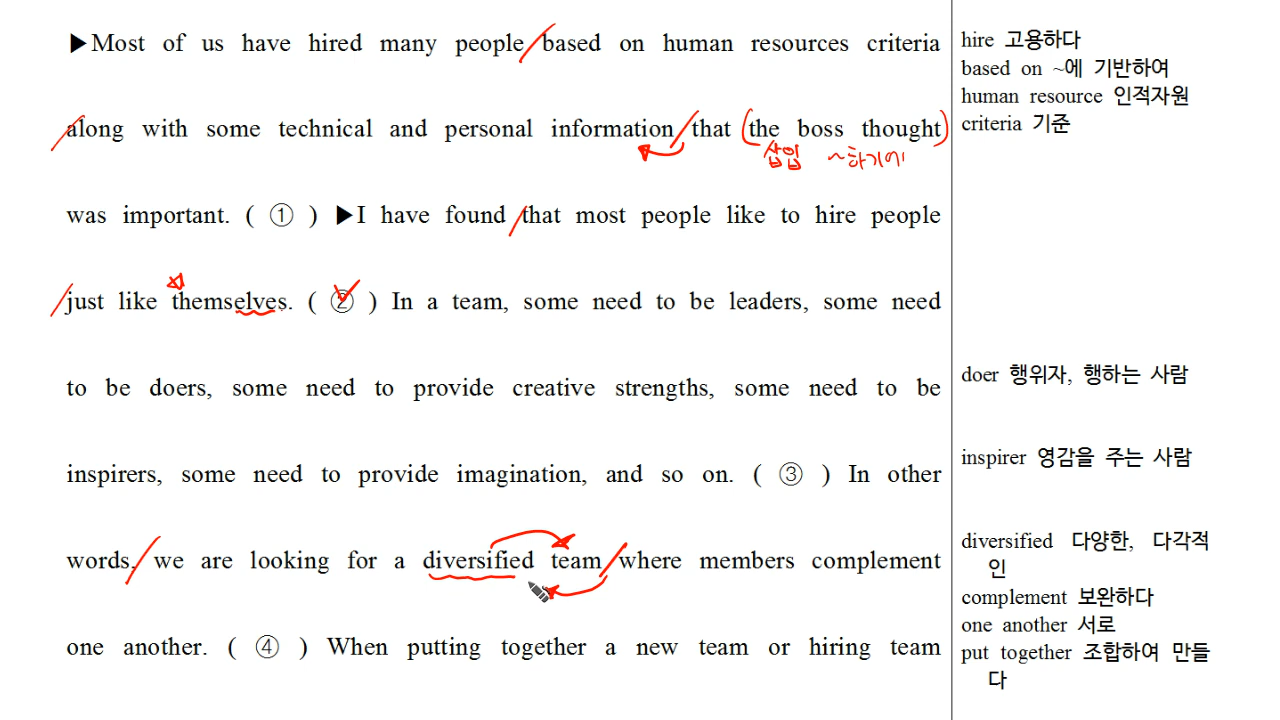 ▶Most of us have hired many people based on human resources criteria
along with some technical and personal information that (the boss thought)
삽입 ~하기에
was important. ( ① ) ▶I have found that most people like to hire people
just like themselves. ( ② ) In a team, some need to be leaders, some need
to be doers, some need to provide creative strengths, some need to be
inspirers, some need to provide imagination, and so on. ( ③ ) In other
words, we are looking for a diversified team where members complement
one another. ( ④ ) When putting together a new team or hiring team
hire 고용하다
based on ~에 기반하여
human resource 인적자원
criteria 기준
doer 행위자, 행하는 사람
inspirer 영감을 주는 사람
diversified 다양한, 다각적
인
complement 보완하다
one another 서로
put together 조합하여 만들
다